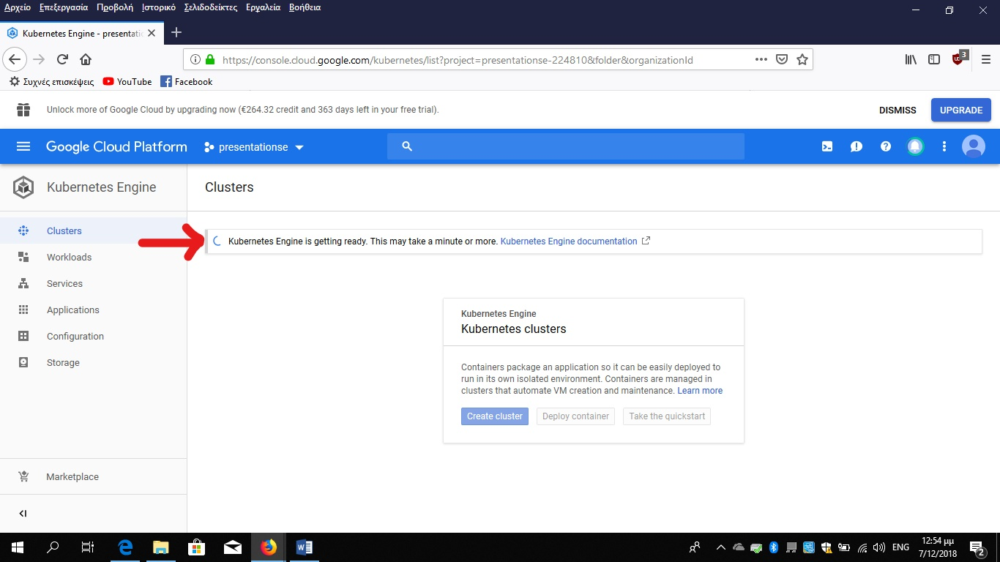 Αρχείο Επεξεργασία Προβολή Ιστορικό Σελιδοδείκτες Εργαλεία Βοήθεια
Kubernetes Engine - presentatio
https://console.cloud.google.com/kubernetes/list?project=presentationse-224810&folder&organizationId
3
Συχνές επισκέψεις YouTube Facebook
Unlock more of Google Cloud by upgrading now (€264.32 credit and 363 days left in your free trial).
DISMISS UPGRADE
Google Cloud Platform presentationse
Kubernetes Engine
Clusters
Clusters
Workloads
Services
Applications
Configuration
Storage
Marketplace
Kubernetes Engine is getting ready. This may take a minute or more. Kubernetes Engine documentation
Kubernetes Engine
Kubernetes clusters
Containers package an application so it can be easily deployed to
run in its own isolated environment. Containers are managed in
clusters that automate VM creation and maintenance. Learn more
Create cluster Deploy container Take the quickstart
ENG
12:54 μμ
7/12/2018
2